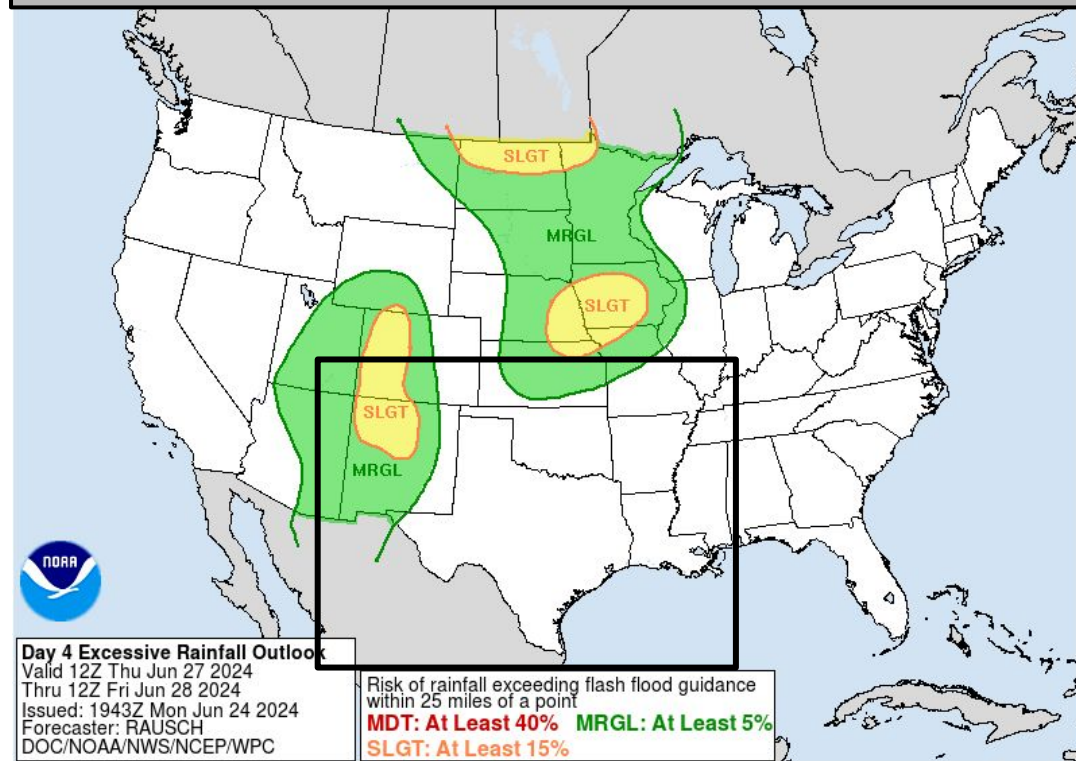 SLGT
MRGL
SLGT
SLGT
MRGL
NOAA
Day 4 Excessive Rainfall Outlook
Valid 12Z Thu Jun 27 2024
Thru 12Z Fri Jun 28 2024
Issued: 1943Z Mon Jun 24 2024
Forecaster: RAUSCH
DOC/NOAA/NWS/NCEP/WPC
Risk of rainfall exceeding flash flood guidance
within 25 miles of a point
MDT: At Least 40% MRGL: At Least 5%
SLGT: At Least 15%